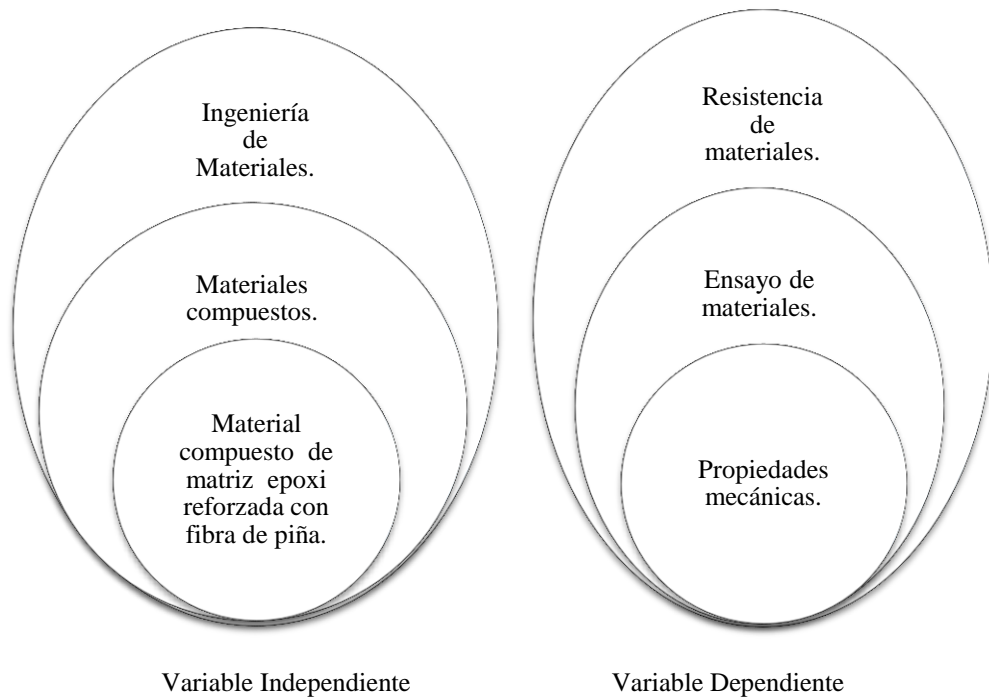 Ingeniería
de
Materiales.
Materiales
compuestos.
Material
compuesto de
matriz epoxi
reforzada con
fibra de piña.
Variable Independiente
Resistencia
de
materiales.
Ensayo de
materiales.
Propiedades
mecánicas.
Variable Dependiente